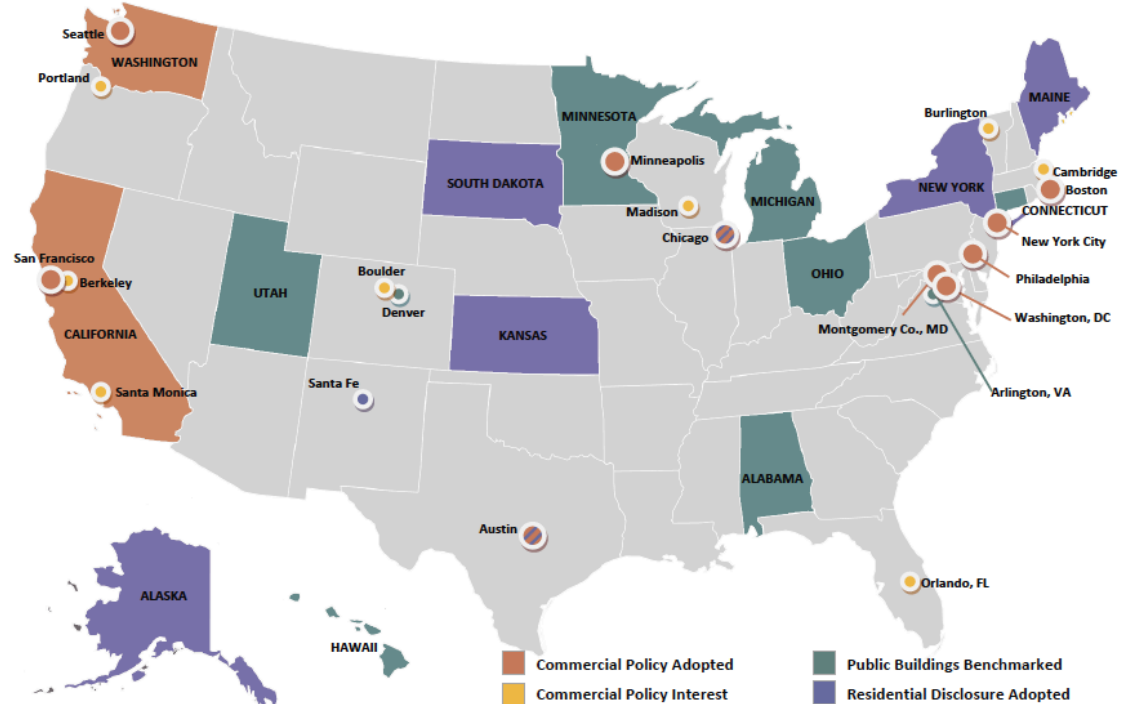 Seattle
WASHINGTON
Portland
MINNESOTA
Minneapolis
SOUTH DAKOTA
Madison
MICHIGAN
Chicago
Burlington
MAINE
Cambridge
Boston
NEW YORK
CONNECTICUT
New York City
San Francisco
Berkeley
Boulder
Denver
UTAH
OHIO
Philadelphia
Washington, DC
Montgomery Co., MD
CALIFORNIA
KANSAS
Santa Monica
Santa Fe
Arlington, VA
ALABAMA
Austin
Orlando, FL
ALASKA
HAWAII
Commercial Policy Adopted
Commercial Policy Interest
Public Buildings Benchmarked
Residential Disclosure Adopted